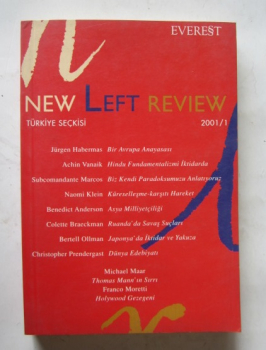 EVEREST
NEW LEFT REVIEW
TÜRKİYE SEÇKİSİ 2001/1
Jürgen Habermas Bir Avrupa Anayasası
Achin Vanaik Hindu Fundamentalizmi İktidarda
Subcomandante Marcos Biz Kendi Paradoksumuzu Anlatıyoruz
Naomi Klein Küreselleşme-karşıtı Hareket
Benedict Anderson Asya Milliyetçiliği
Colette Braeckman Ruanda'da Savaş Suçları
Bertell Ollman Japonya'da İktidar ve Yakuza
Christopher Prendergast Dünya Edebiyatı
Michael Maar
Thomas Mann'ın Sırrı
Franco Moretti
Holywood Gezegeni